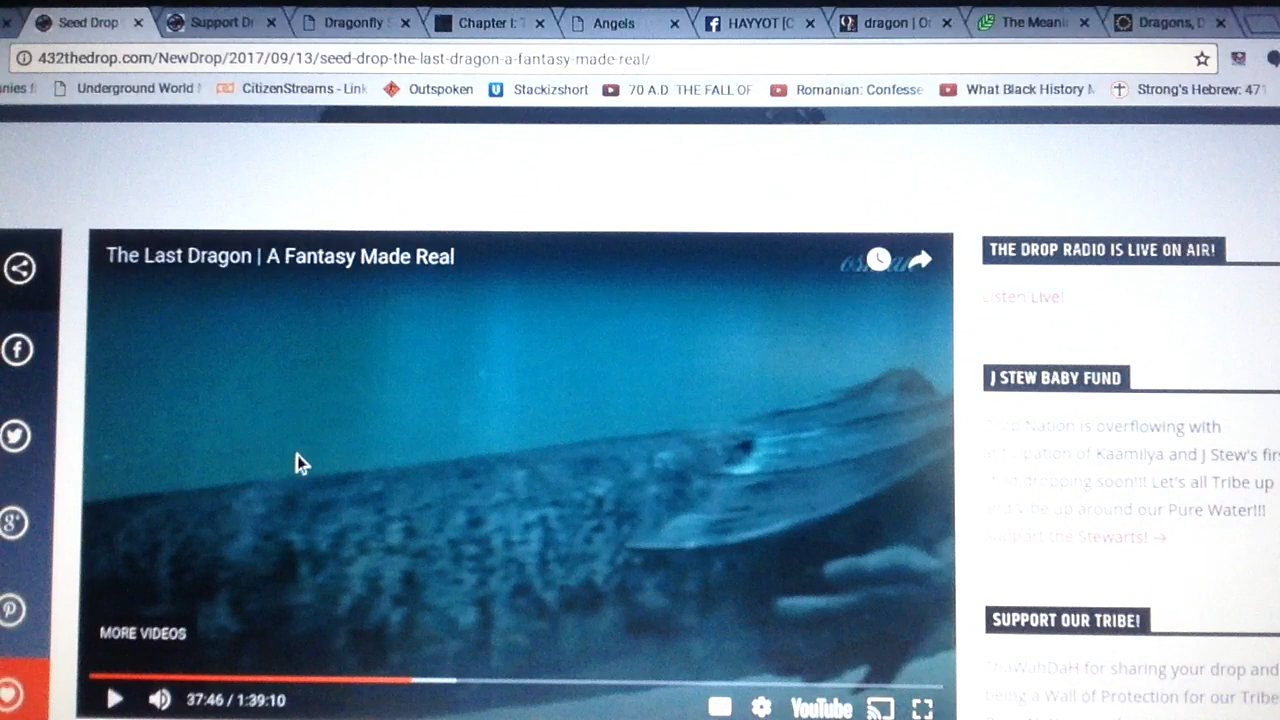 Seed Drop
Support Dr
Dragonfly S
Chapter I: T
Angels
HAYYOT [C
dragon | Or
The Meani
Dragons, D
432thedrop.com/NewDrop/2017/09/13/seed-drop-the-last-dragon-a-fantasy-made-real/
nies f
Underground World
CitizenStreams - Link
Outspoken
Stackizshort
70 A.D. THE FALL OF
Romanian: Confesse
What Black History M
Strong's Hebrew: 471
The Last Dragon | A Fantasy Made Real
MORE VIDEOS
37:46 / 1:39:10
YouTube
THE DROP RADIO IS LIVE ON AIR!
Listen Live!
J STEW BABY FUND
Nation is overflowing with
of Kaamilya and J Stew's firs
dropping soon!!! Let's all Tribe up
and vibe up around our Pure Water!!!
Support the Stewarts! →
SUPPORT OUR TRIBE!
ThaWahDaH for sharing your drop and
being a Wall of Protection for our Tribe